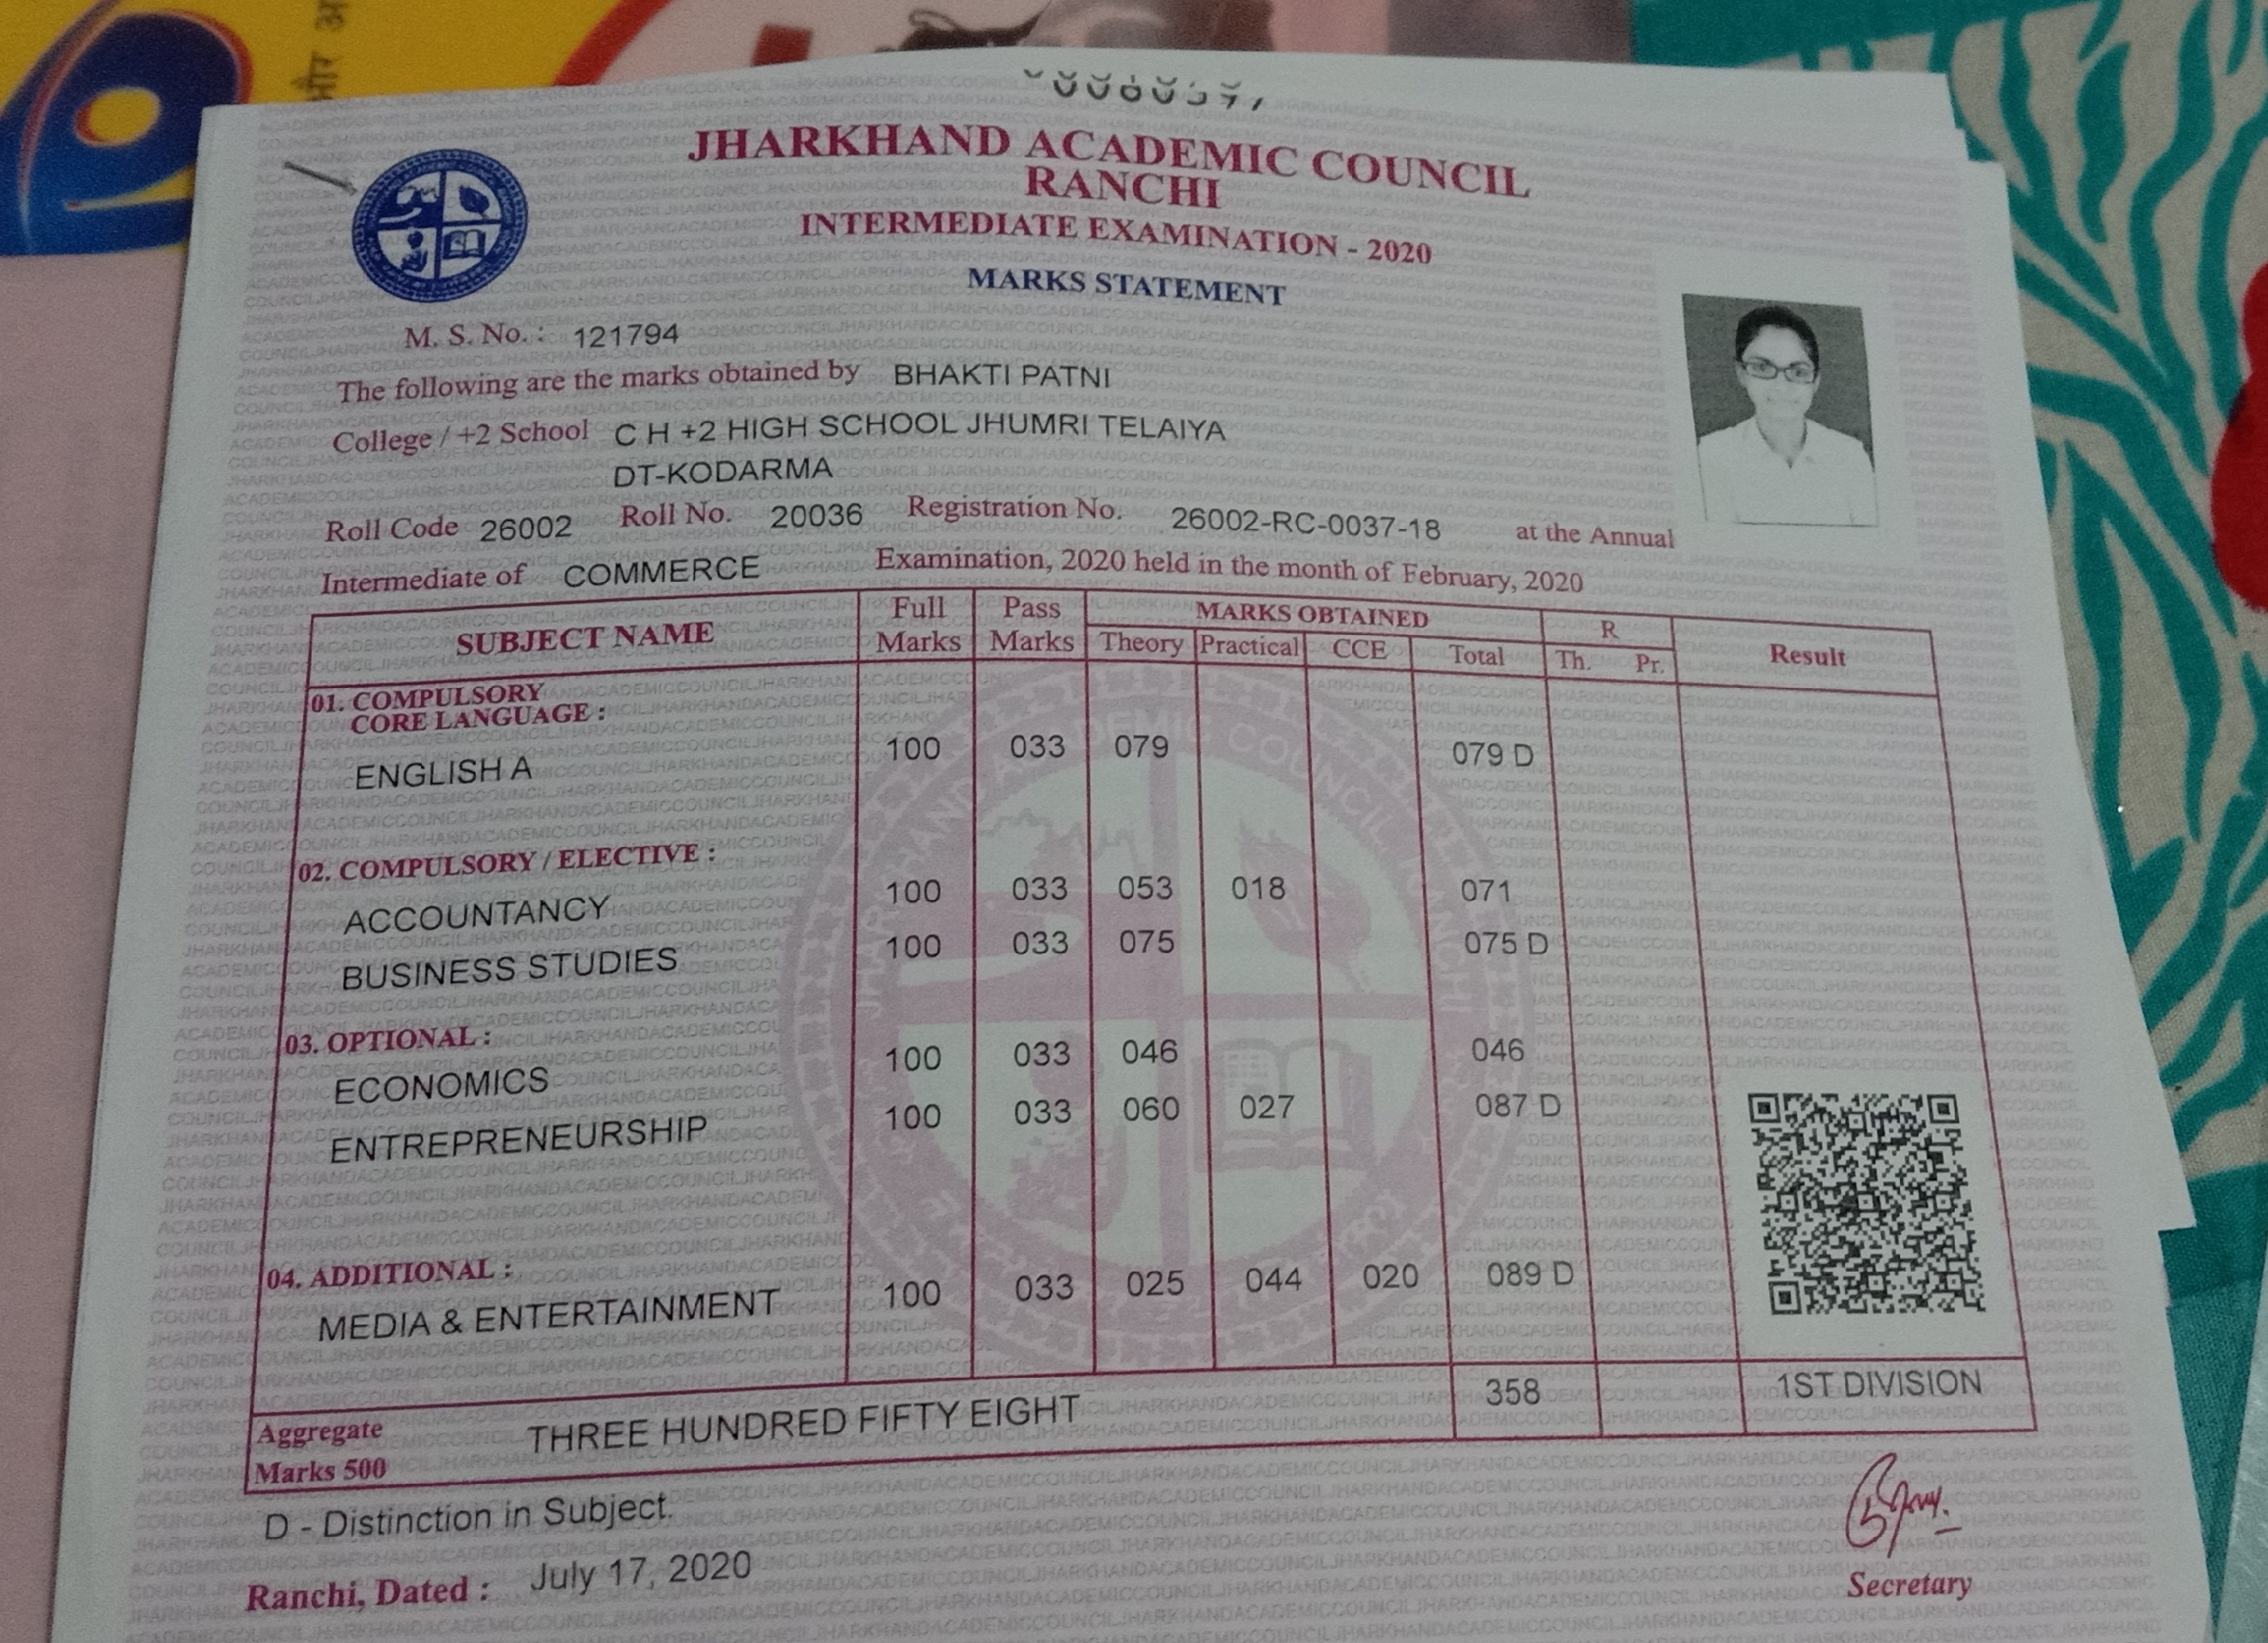 और अ
JHARKHAND ACADEMIC COUNCIL
RANCHI
INTERMEDIATE EXAMINATION - 2020
MARKS STATEMENT
M. S. No. : 121794
The following are the marks obtained by BHAKTI PATNI
College / +2 School C H +2 HIGH SCHOOL JHUMRI TELAIYA
DT-KODARMA
Roll Code 26002 Roll No. 20036 Registration No. 26002-RC-0037-18 at the Annual
Intermediate of COMMERCE Examination, 2020 held in the month of February, 2020
SUBJECT NAME Full Marks Pass Marks MARKS OBTAINED R Result
Theory Practical CCE Total Th. Pr.
01. COMPULSORY
CORE LANGUAGE :
ENGLISH A 100 033 079 079 D
02. COMPULSORY / ELECTIVE :
ACCOUNTANCY 100 033 053 018 071
BUSINESS STUDIES 100 033 075 075 D
03. OPTIONAL :
ECONOMICS 100 033 046 046
ENTREPRENEURSHIP 100 033 060 027 087 D
04. ADDITIONAL :
MEDIA & ENTERTAINMENT 100 033 025 044 020 089 D
Aggregate THREE HUNDRED FIFTY EIGHT 358 1ST DIVISION
Marks 500
D - Distinction in Subject.
Ranchi, Dated : July 17, 2020
Secretary